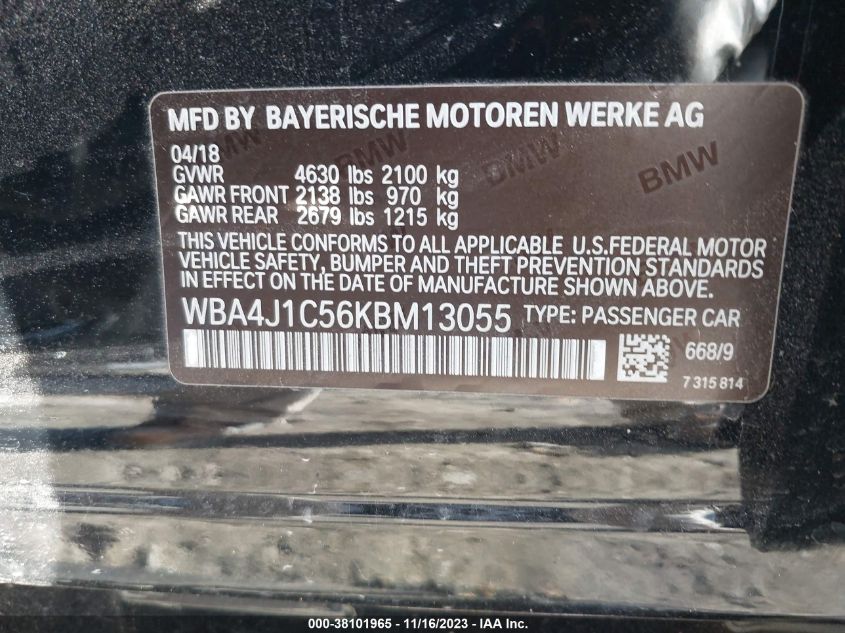 MFD BY BAYERISCHE MOTOREN WERKE AG
04/18
GVWR 4630 lbs 2100 kg
GAWR FRONT 2138 lbs 970 kg
GAWR REAR 2679 lbs 1215 kg
THIS VEHICLE CONFORMS TO ALL APPLICABLE U.S.FEDERAL MOTOR
VEHICLE SAFETY, BUMPER AND THEFT PREVENTION STANDARDS
IN EFFECT ON THE DATE OF MANUFACTURE SHOWN ABOVE.
WBA4J1C56KBM13055 TYPE: PASSENGER CAR
668/9
7 315 814
BMW
BMW
000-38101965 - 11/16/2023 - IAA Inc.